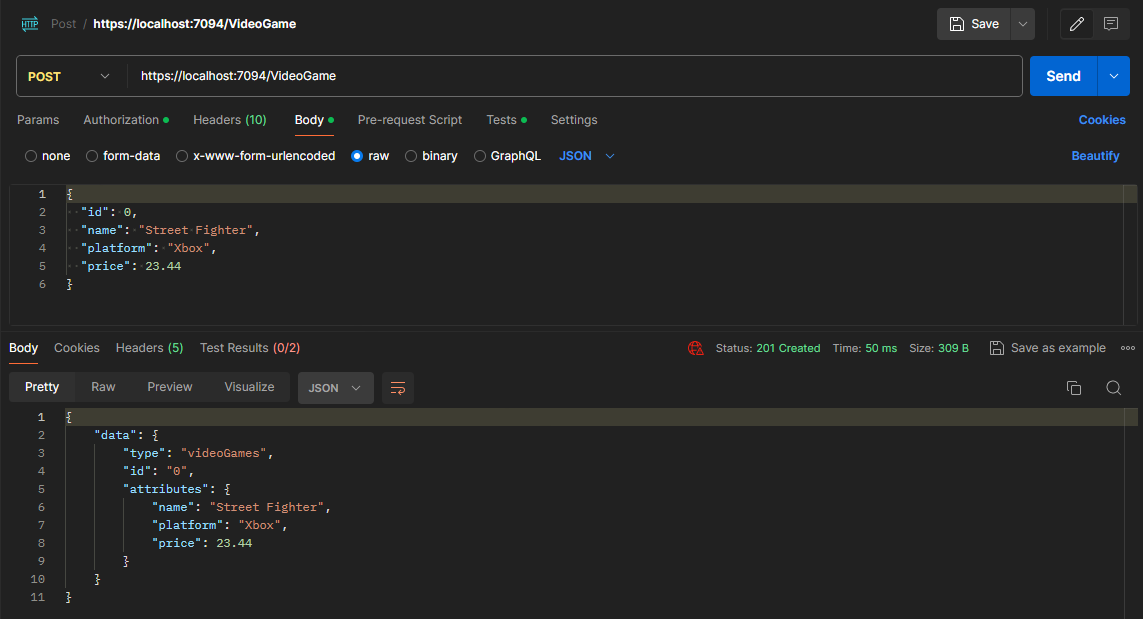 HTTP Post / https://localhost:7094/VideoGame Save
POST https://localhost:7094/VideoGame Send
Params Authorization Headers (10) Body Pre-request Script Tests Settings Cookies
none form-data x-www-form-urlencoded raw binary GraphQL JSON Beautify
1 {
2 "id": 0,
3 "name": "Street Fighter",
4 "platform": "Xbox",
5 "price": 23.44
6 }
Body Cookies Headers (5) Test Results (0/2) Status: 201 Created Time: 50 ms Size: 309 B Save as example
Pretty Raw Preview Visualize JSON
1 {
2 "data": {
3 "type": "videoGames",
4 "id": "0",
5 "attributes": {
6 "name": "Street Fighter",
7 "platform": "Xbox",
8 "price": 23.44
9 }
10 }
11 }